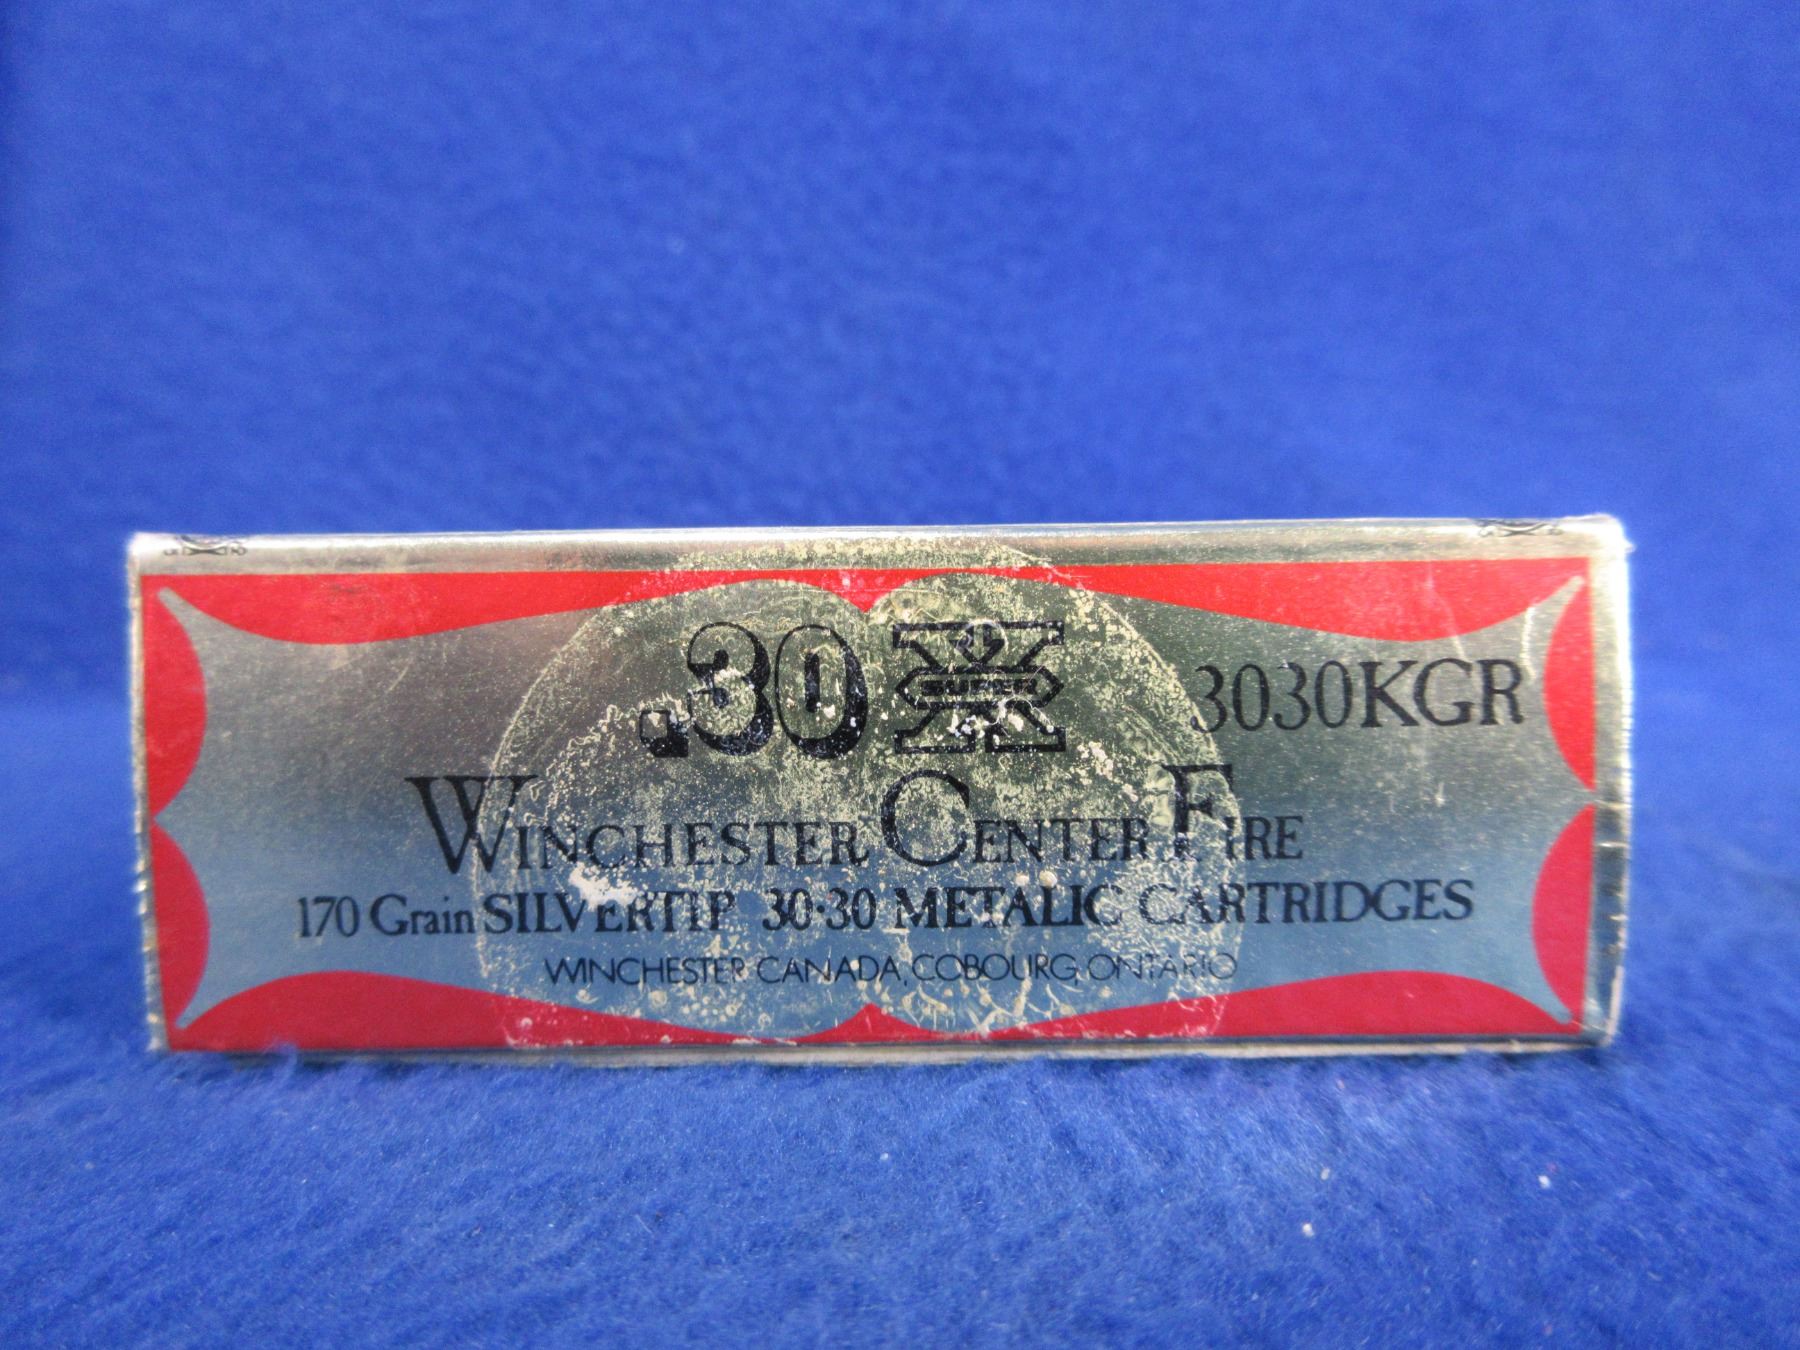 .30 SUPER X 3030KGR
WINCHESTER CENTER FIRE
170 Grain SILVERTIP 30·30 METALIC CARTRIDGES
WINCHESTER CANADA, COBOURG, ONTARIO